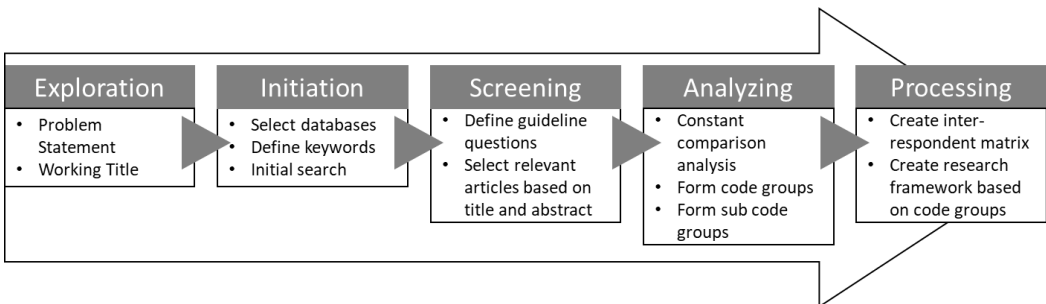 Exploration
• Problem
Statement
• Working Title
Initiation
• Select databases
• Define keywords
• Initial search
Screening
• Define guideline
questions
• Select relevant
articles based on
title and abstract
Analyzing
• Constant
comparison
analysis
• Form code groups
• Form sub code
groups
Processing
• Create inter-
respondent matrix
• Create research
framework based
on code groups